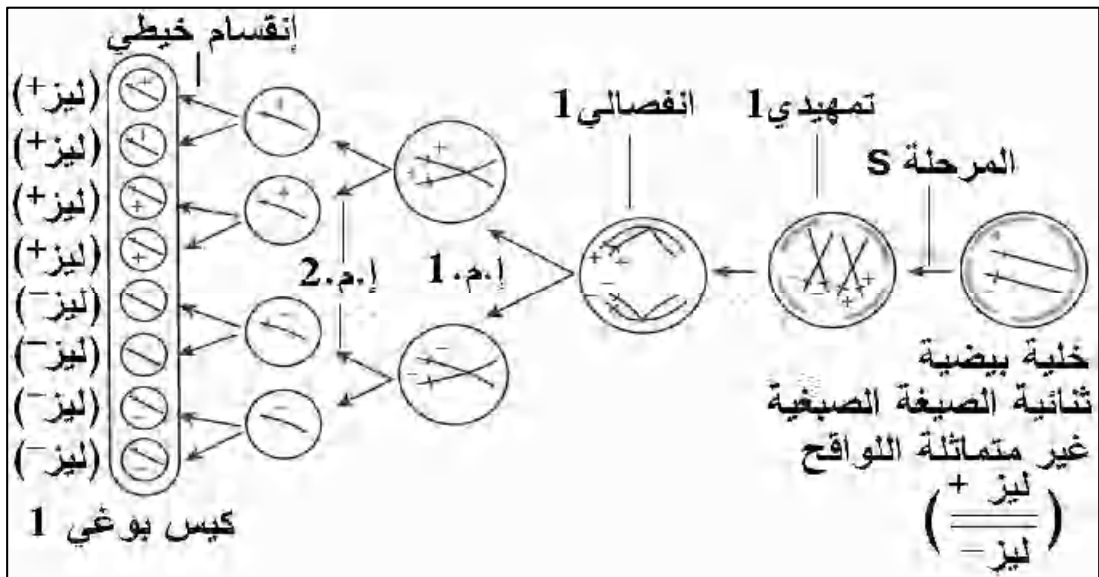 إنقسام خيطي
انفصالي1
تمهيدي1
المرحلة S
(ليز+)
(ليز+)
(ليز+)
(ليز+)
(ليز−)
(ليز−)
(ليز−)
(ليز−)
إ.م.2
إ.م.1
+
+
+
+
−
−
−
−
خلية بيضية
ثنائية الصيغة الصبغية
غير متماثلة اللواقح
(ليز +
ليز −)
كيس بوغي 1